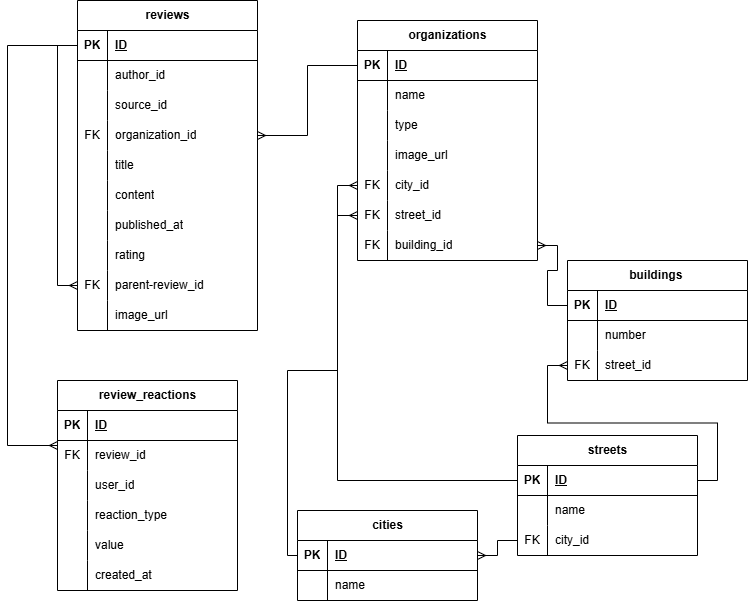 reviews
PK ID
author_id
source_id
FK organization_id
title
content
published_at
rating
FK parent-review_id
image_url
organizations
PK ID
name
type
image_url
FK city_id
FK street_id
FK building_id
buildings
PK ID
number
FK street_id
review_reactions
PK ID
FK review_id
user_id
reaction_type
value
created_at
streets
PK ID
name
FK city_id
cities
PK ID
name